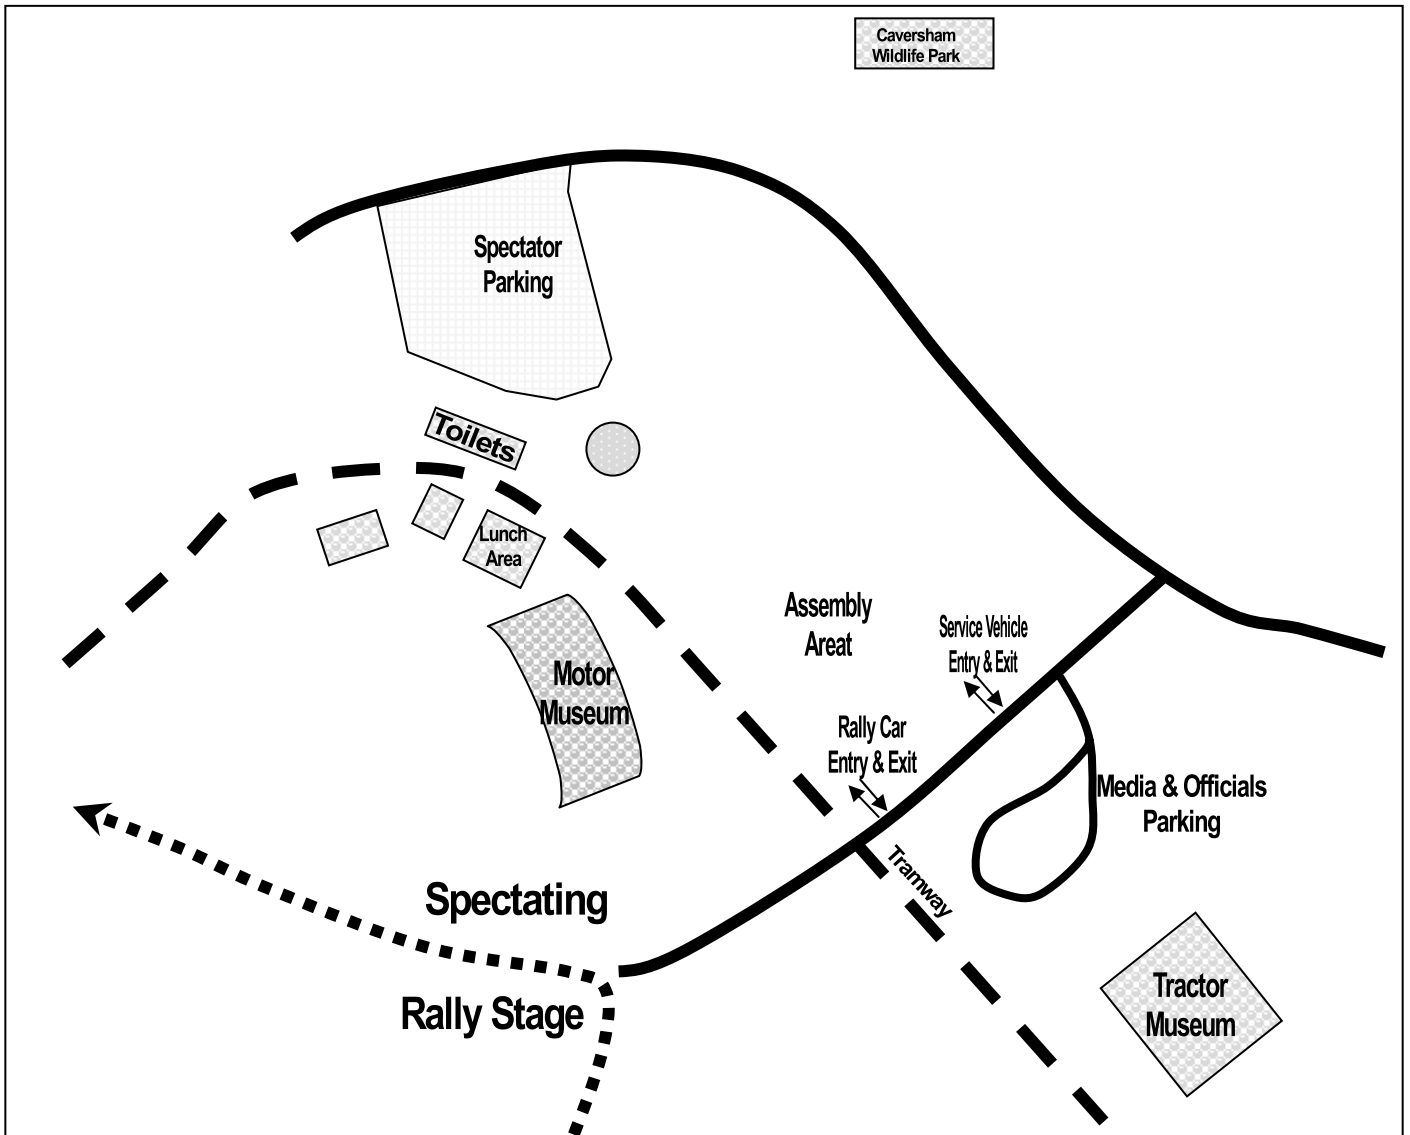 Caversham
Wildlife Park
Spectator
Parking
Toilets
Lunch
Area
Assembly
Areat
Service Vehicle
Entry & Exit
Motor
Museum
Rally Car
Entry & Exit
Media & Officials
Parking
Tramway
Spectating
Rally Stage
Tractor
Museum